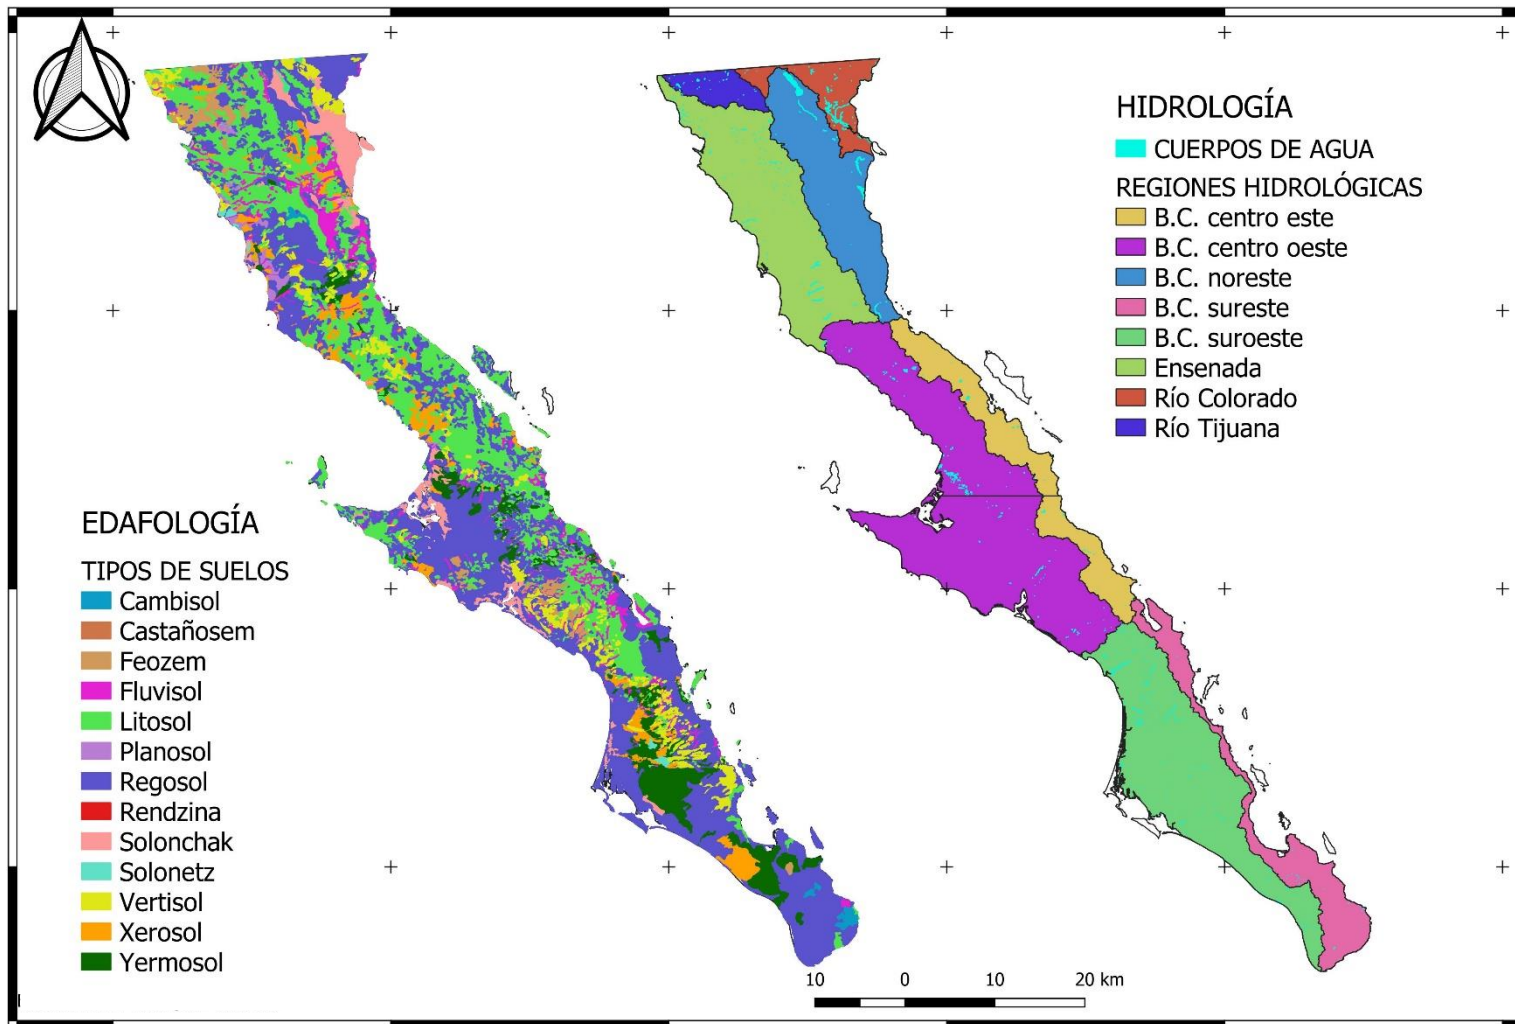 HIDROLOGÍA
CUERPOS DE AGUA
REGIONES HIDROLÓGICAS
B.C. centro este
B.C. centro oeste
B.C. noreste
B.C. sureste
B.C. suroeste
Ensenada
Río Colorado
Río Tijuana
EDAFOLOGÍA
TIPOS DE SUELOS
Cambisol
Castañosem
Feozem
Fluvisol
Litosol
Planosol
Regosol
Rendzina
Solonchak
Solonetz
Vertisol
Xerosol
Yermosol
10 0 10 20 km